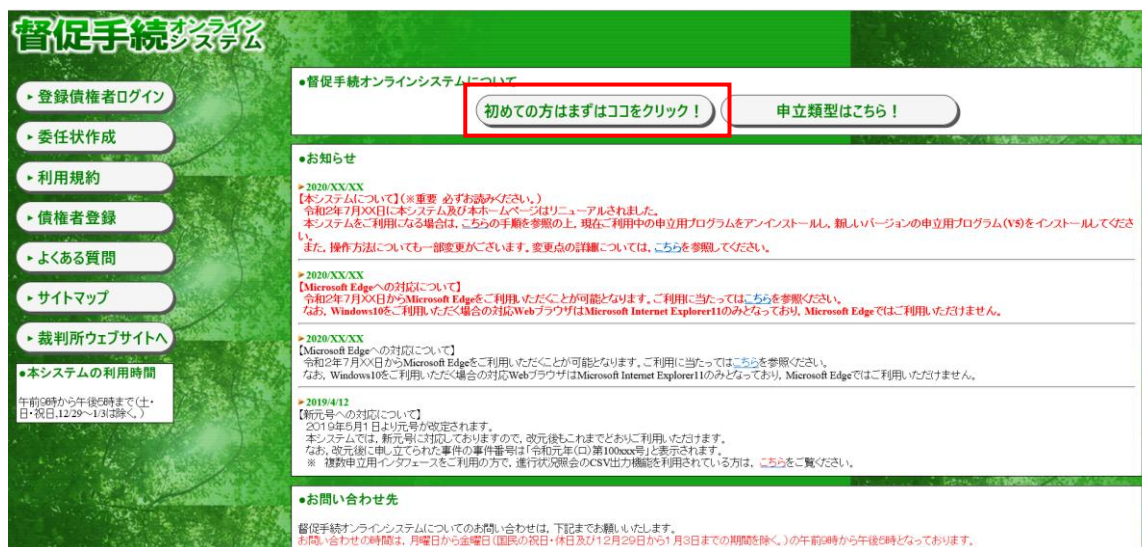 督促手続オンラインシステム
▸登録債権者ログイン
▸委任状作成
▸利用規約
▸債権者登録
▸よくある質問
▸サイトマップ
▸裁判所ウェブサイトへ
●本システムの利用時間
午前9時から午後5時まで(土・
日・祝日,12/29～1/3は除く。)
●督促手続オンラインシステムについて
初めての方はまずはココをクリック！
申立類型はこちら！
●お知らせ
►2020/XX/XX
【本システムについて】(※重要 必ずお読みください。)
令和2年7月XX日に本システム及び本ホームページはリニューアルされました。
本システムをご利用になる場合は，こちらの手順を参照の上，現在ご利用中の申立用プログラムをアンインストールし，新しいバージョンの申立用プログラム(V5)をインストールしてくださ
い。
また，操作方法についても一部変更がございます。変更点の詳細については，こちらを参照してください。
►2020/XX/XX
【Microsoft Edgeへの対応について】
令和2年7月XX日からMicrosoft Edgeをご利用いただくことが可能となります。ご利用に当たってはこちらを参照ください。
なお，Windows10をご利用いただく場合の対応WebブラウザはMicrosoft Internet Explorer11のみとなっており，Microsoft Edgeではご利用いただけません。
►2020/XX/XX
【Microsoft Edgeへの対応について】
令和2年7月XX日からMicrosoft Edgeをご利用いただくことが可能となります。ご利用に当たってはこちらを参照ください。
なお，Windows10をご利用いただく場合の対応WebブラウザはMicrosoft Internet Explorer11のみとなっており，Microsoft Edgeではご利用いただけません。
►2019/4/12
【新元号への対応について】
2019年5月1日より元号が改定されます。
本システムでは，新元号に対応しておりますので，改元後もこれまでどおりご利用いただけます。
なお，改元後に申し立てられた事件の事件番号は「令和元年(ロ)第100xxx号」と表示されます。
※ 複数申立用インタフェースをご利用の方で，進行状況照会のCSV出力機能を利用されている方は，こちらをご覧ください。
●お問い合わせ先
督促手続オンラインシステムについてのお問い合わせは，下記までお願いいたします。
お問い合わせの時間は，月曜日から金曜日(国民の祝日・休日及び12月29日から1月3日までの期間を除く。)の午前9時から午後5時となっております。